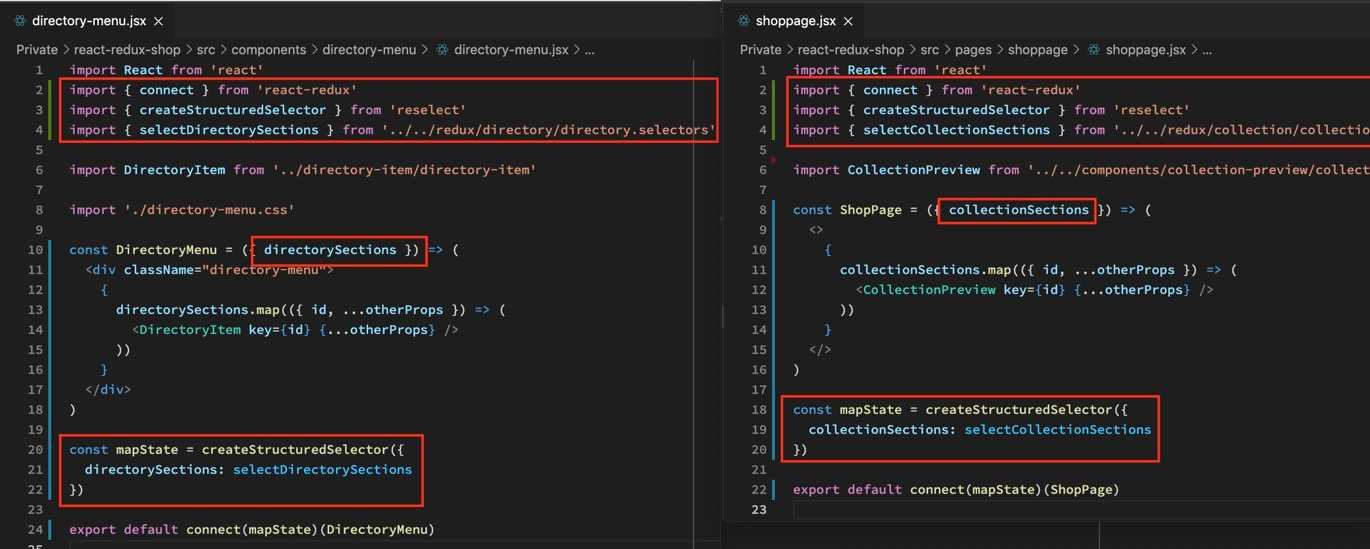 directory-menu.jsx ×
Private > react-redux-shop > src > components > directory-menu > directory-menu.jsx > ...
1 import React from 'react'
2 import { connect } from 'react-redux'
3 import { createStructuredSelector } from 'reselect'
4 import { selectDirectorySections } from '../../redux/directory/directory.selectors'
5
6 import DirectoryItem from '../directory-item/directory-item'
7
8 import './directory-menu.css'
9
10 const DirectoryMenu = ({ directorySections }) => (
11 <div className="directory-menu">
12 {
13 directorySections.map(({ id, ...otherProps }) => (
14 <DirectoryItem key={id} {...otherProps} />
15 ))
16 }
17 </div>
18 )
19
20 const mapState = createStructuredSelector({
21 directorySections: selectDirectorySections
22 })
23
24 export default connect(mapState)(DirectoryMenu)
25
shoppage.jsx ×
Private > react-redux-shop > src > pages > shoppage > shoppage.jsx > ...
1 import React from 'react'
2 import { connect } from 'react-redux'
3 import { createStructuredSelector } from 'reselect'
4 import { selectCollectionSections } from '../../redux/collection/collectio
5
6 import CollectionPreview from '../../components/collection-preview/collect
7
8 const ShopPage = ({ collectionSections }) => (
9 <>
10 {
11 collectionSections.map(({ id, ...otherProps }) => (
12 <CollectionPreview key={id} {...otherProps} />
13 ))
14 }
15 </>
16 )
17
18 const mapState = createStructuredSelector({
19 collectionSections: selectCollectionSections
20 })
21
22 export default connect(mapState)(ShopPage)
23